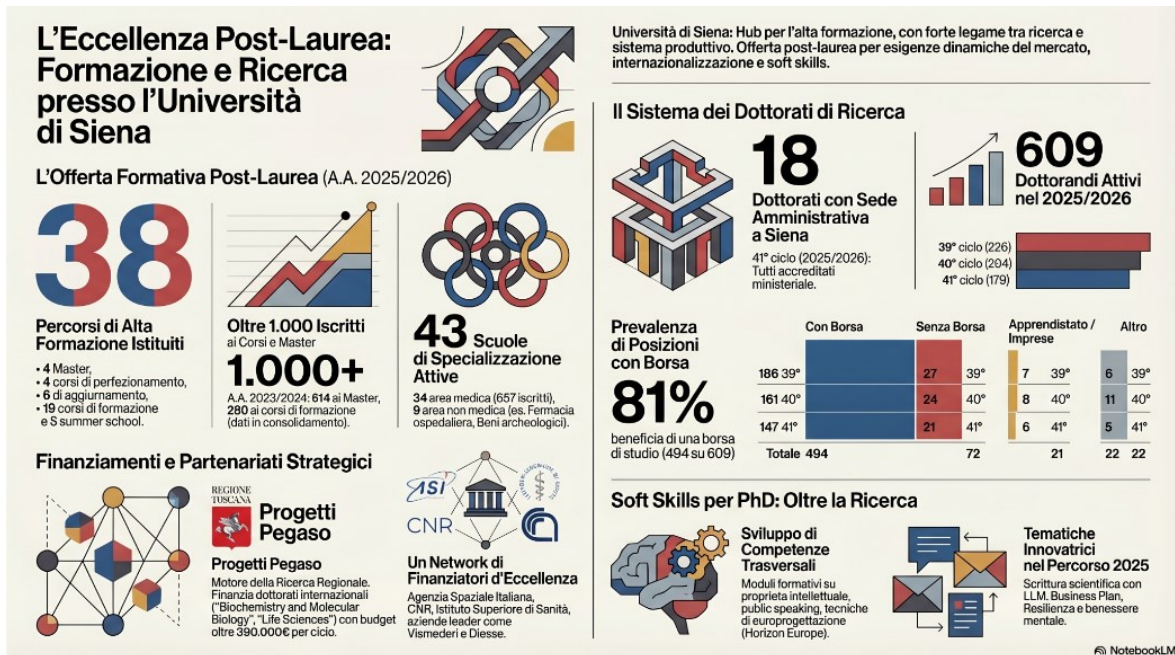 L'Eccellenza Post-Laurea:
Formazione e Ricerca
presso l'Università
di Siena
L'Offerta Formativa Post-Laurea (A.A. 2025/2026)
38
Percorsi di Alta
Formazione Istituiti
• 4 Master,
• 4 corsi di perfezionamento,
• 6 di aggiurnamento,
• 19 corsi di formazione
e S summer school.
Oltre 1.000 Iscritti
ai Corsi e Master
1.000+
A.A. 2023/2024: 614 ai Master,
280 ai corsi di formazione
(dati in consolidamento).
43 Scuole
di Specializzazione
Attive
34 area medica (657 iscritti),
9 area non medica (es. Fermacia
ospedaliera, Beni archeologici).
Finanziamenti e Partenariati Strategici
REGIONE
TOSCANA
Progetti
Pegaso
Progetti Pegaso
Motore della Ricerca Regionale.
Finanzia dottorati internazionali
("Biochemistry and Molecular
Biology", "Life Sciences") con budget
oltre 390.000€ per cicio.
ASI
CNR
Un Network di
Finanziatori d'Eccellenza
Agenzia Spaziale Italiana,
CNR, Istituto Superiore di Sanità,
aziende leader come
Vismederi e Diesse.
Università di Siena: Hub per l'alta formazione, con forte legame tra ricerca e
sistema produttivo. Offerta post-laurea per esigenze dinamiche del mercato,
internazionalizzazione e soft skills.
Il Sistema dei Dottorati di Ricerca
18
Dottorati con Sede
Amministrativa
a Siena
41° ciclo (2025/2026):
Tutti accreditati
ministeriale.
609
Dottorandi Attivi
nel 2025/2026
39° ciclo (226)
40° ciclo (204)
41° ciclo (179)
Prevalenza
di Posizioni
con Borsa
81%
beneficia di una borsa
di studio (494 su 609)
Con Borsa Senza Borsa Apprendistato / Imprese Altro
186 39° 27 39° 7 39° 6 39°
161 40° 24 40° 8 40° 11 40°
147 41° 21 41° 6 41° 5 41°
Totale 494 72 21 22 22
Soft Skills per PhD: Oltre la Ricerca
Sviluppo di
Competenze
Trasversali
Moduli formativi su
proprieta intelettuale,
public speaking, tecniche
di europrogettazione
(Horizon Europe).
Tematiche
Innovatrici
nel Percorso 2025
Scrittura scientifica con
LLM. Business Plan,
Resilienza e benessere
mentale.
NotebookLM